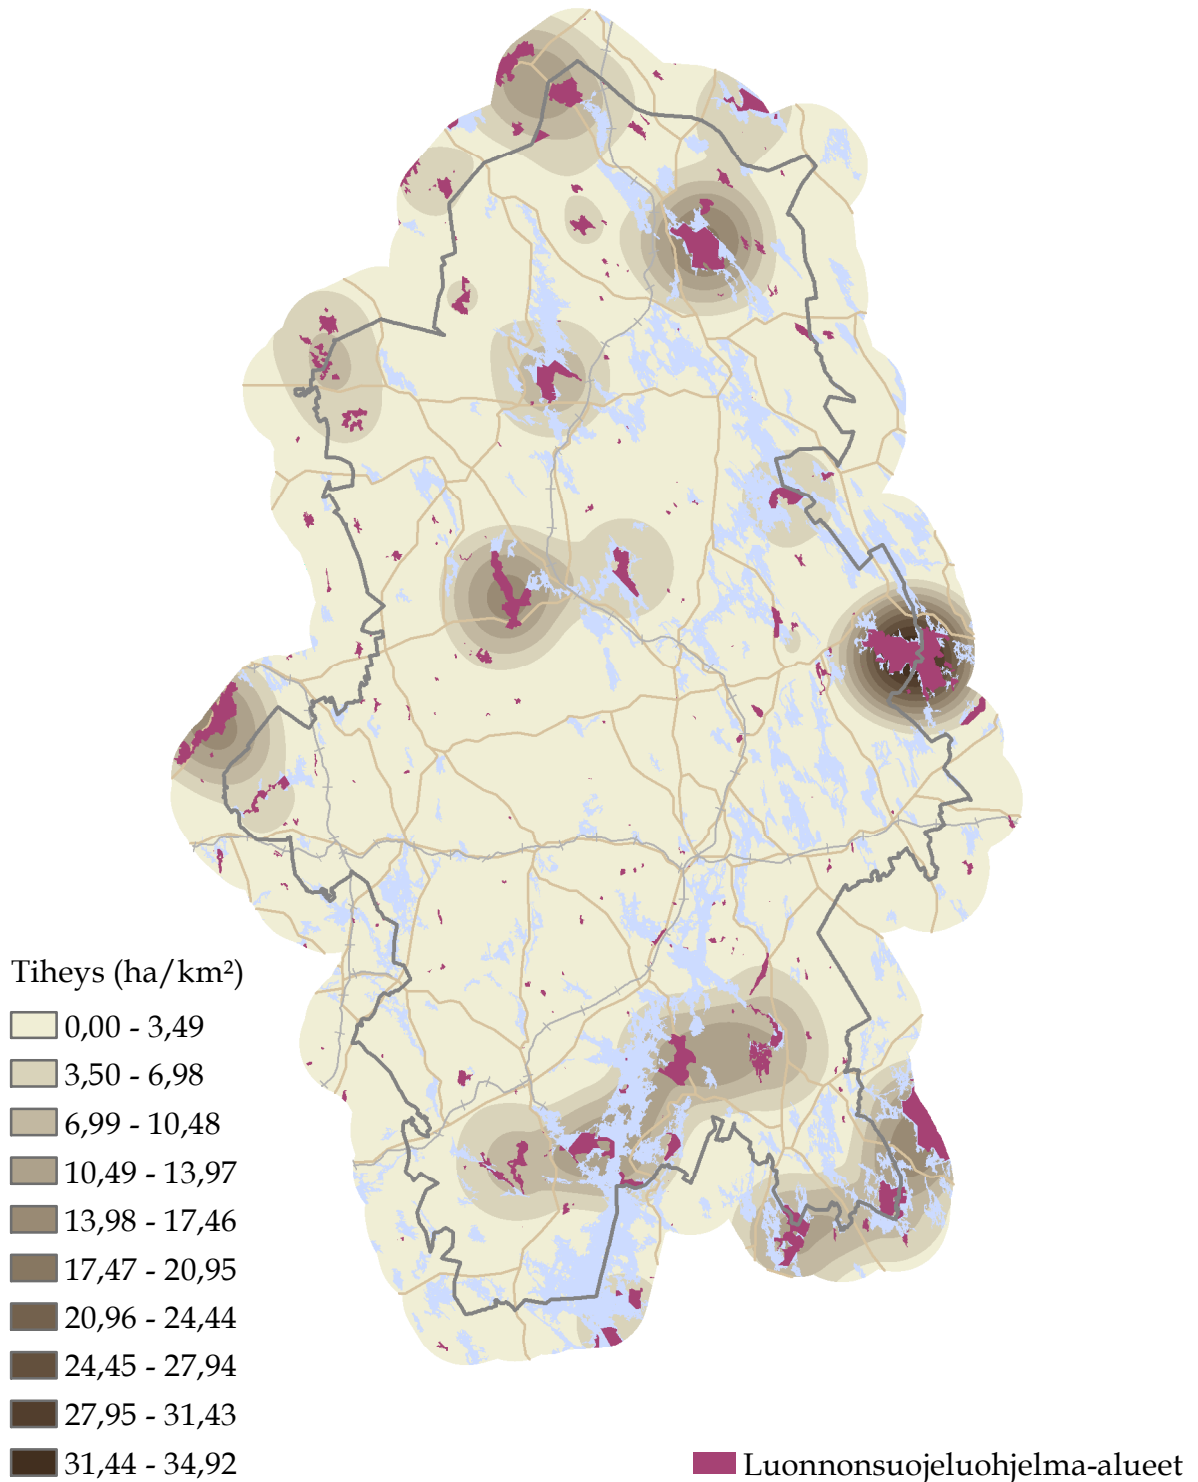 Tiheys (ha/km²)
0,00 - 3,49
3,50 - 6,98
6,99 - 10,48
10,49 - 13,97
13,98 - 17,46
17,47 - 20,95
20,96 - 24,44
24,45 - 27,94
27,95 - 31,43
31,44 - 34,92
Luonnonsuojeluohjelma-alueet